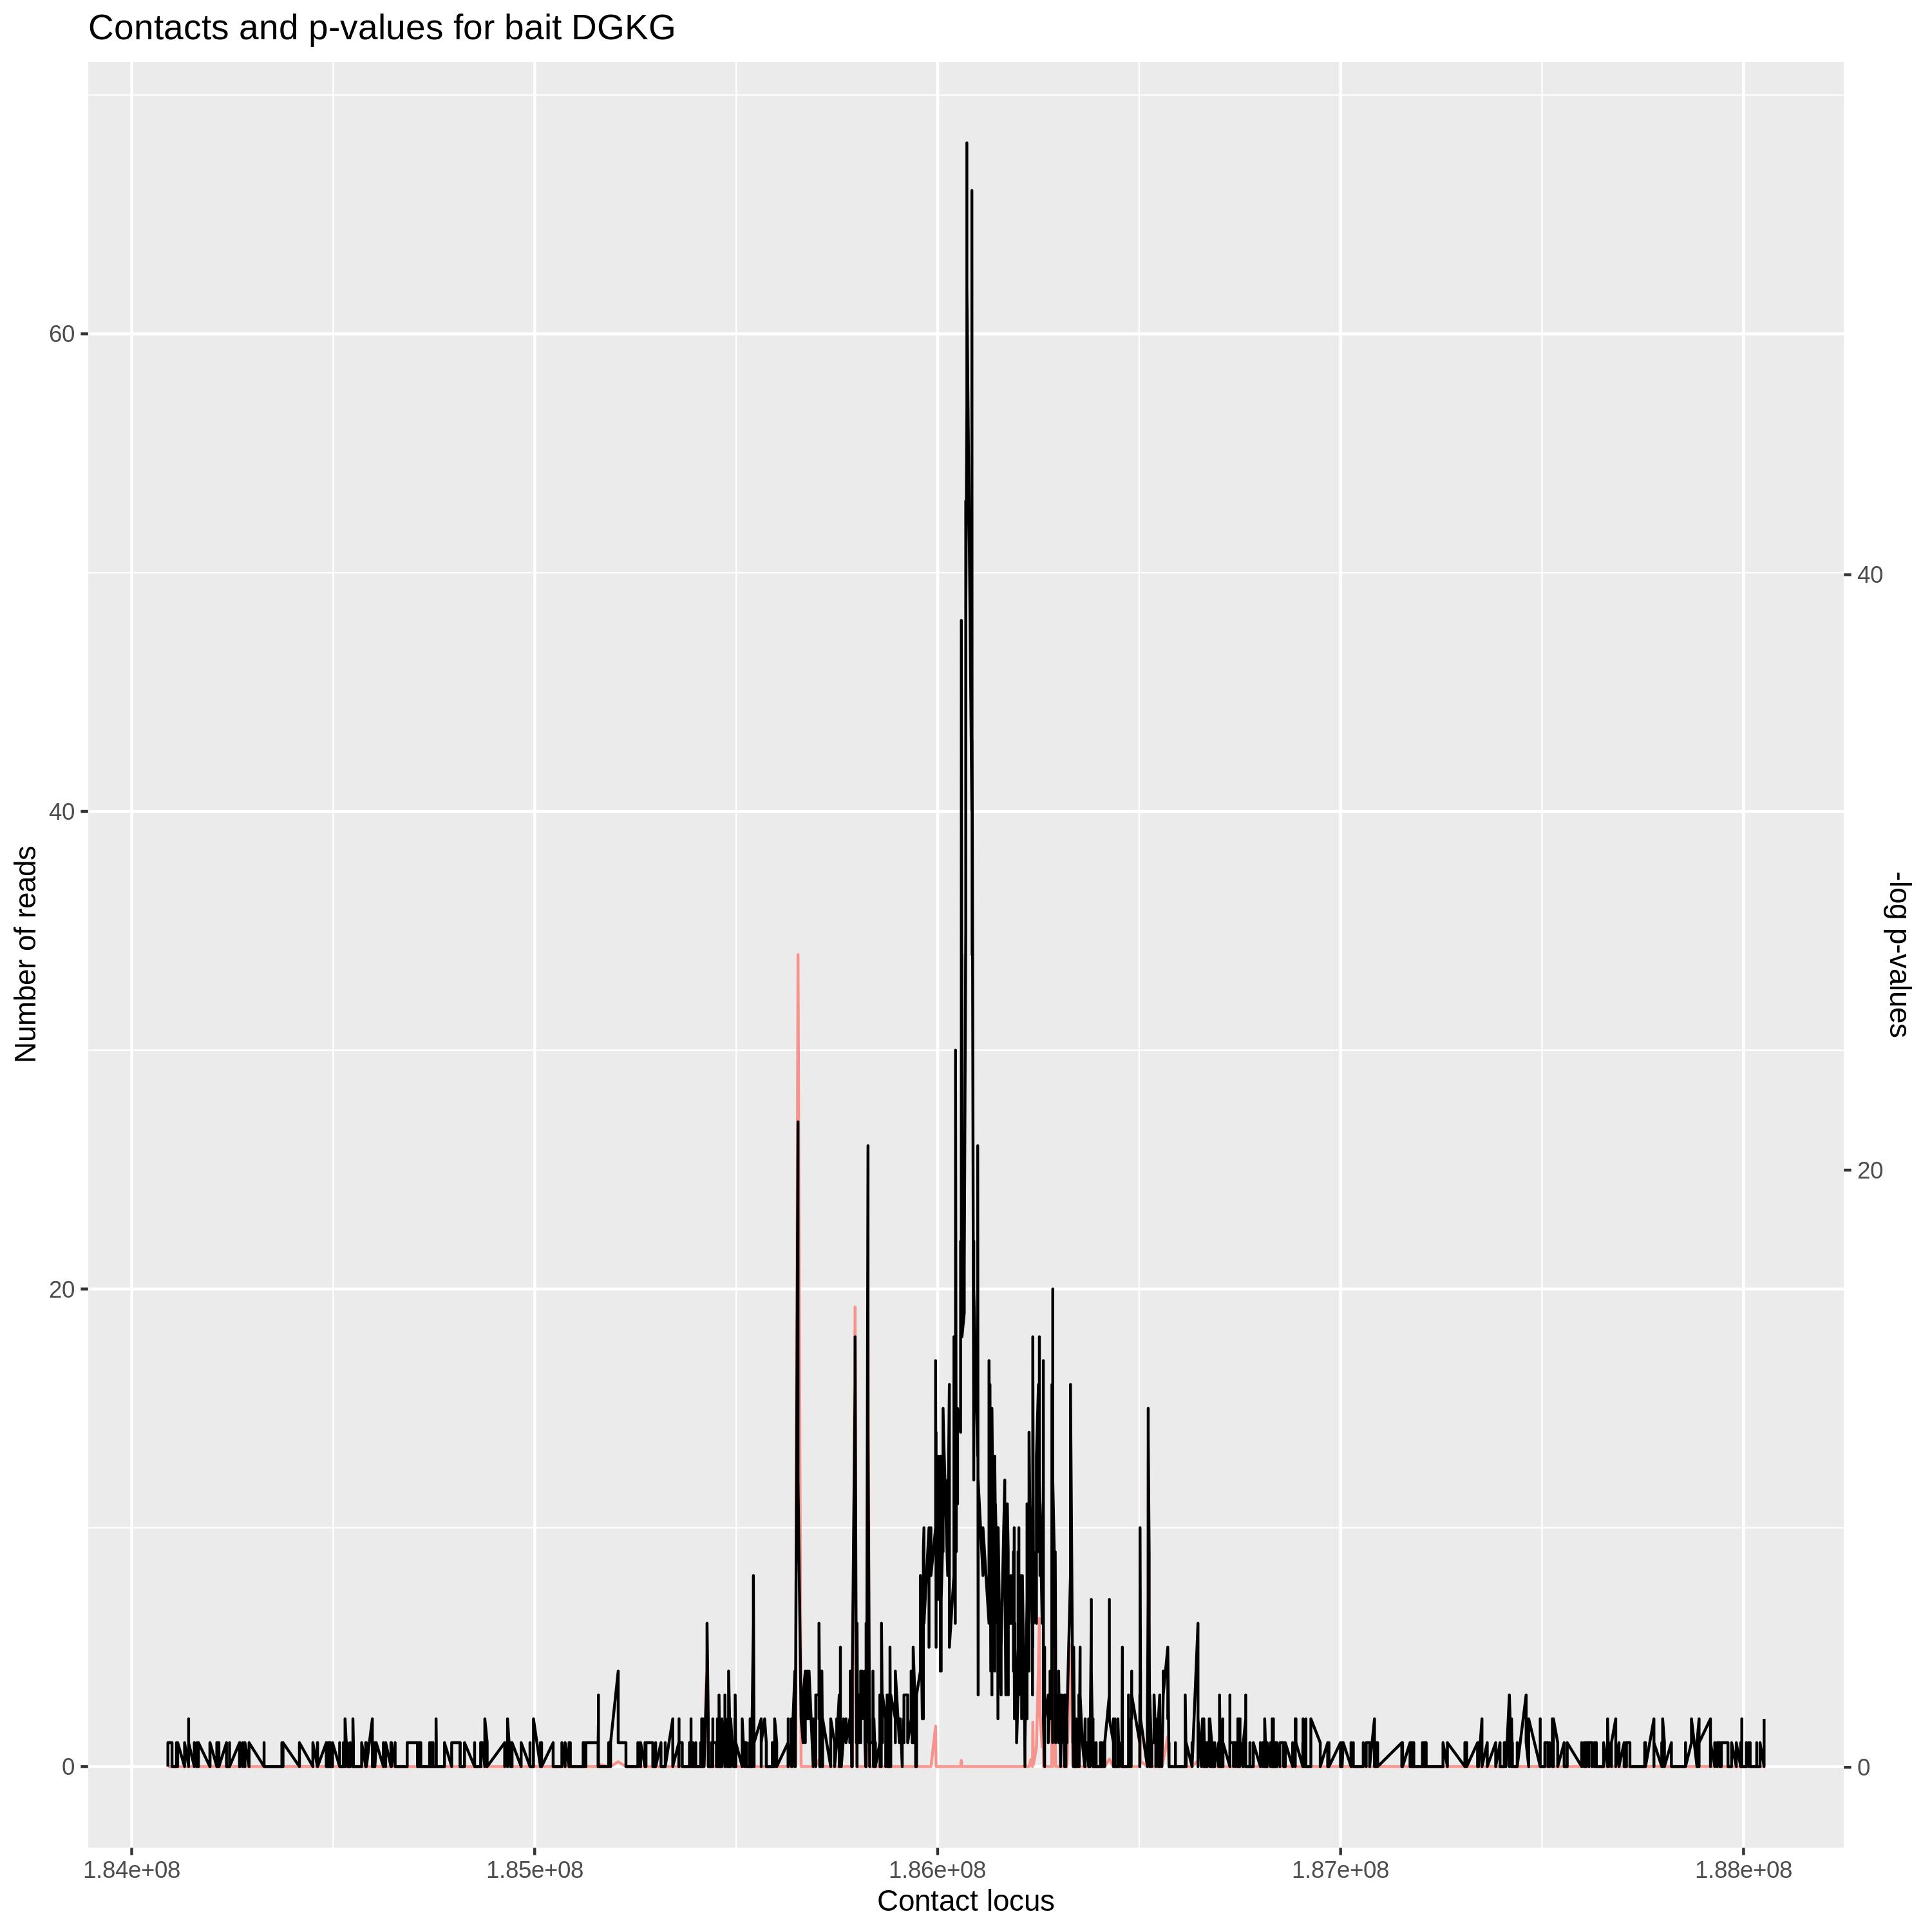 Contacts and p-values for bait DGKG
60
40
20
0
40
20
0
Number of reads
-log p-values
1.84e+08 1.85e+08 1.86e+08 1.87e+08 1.88e+08
Contact locus